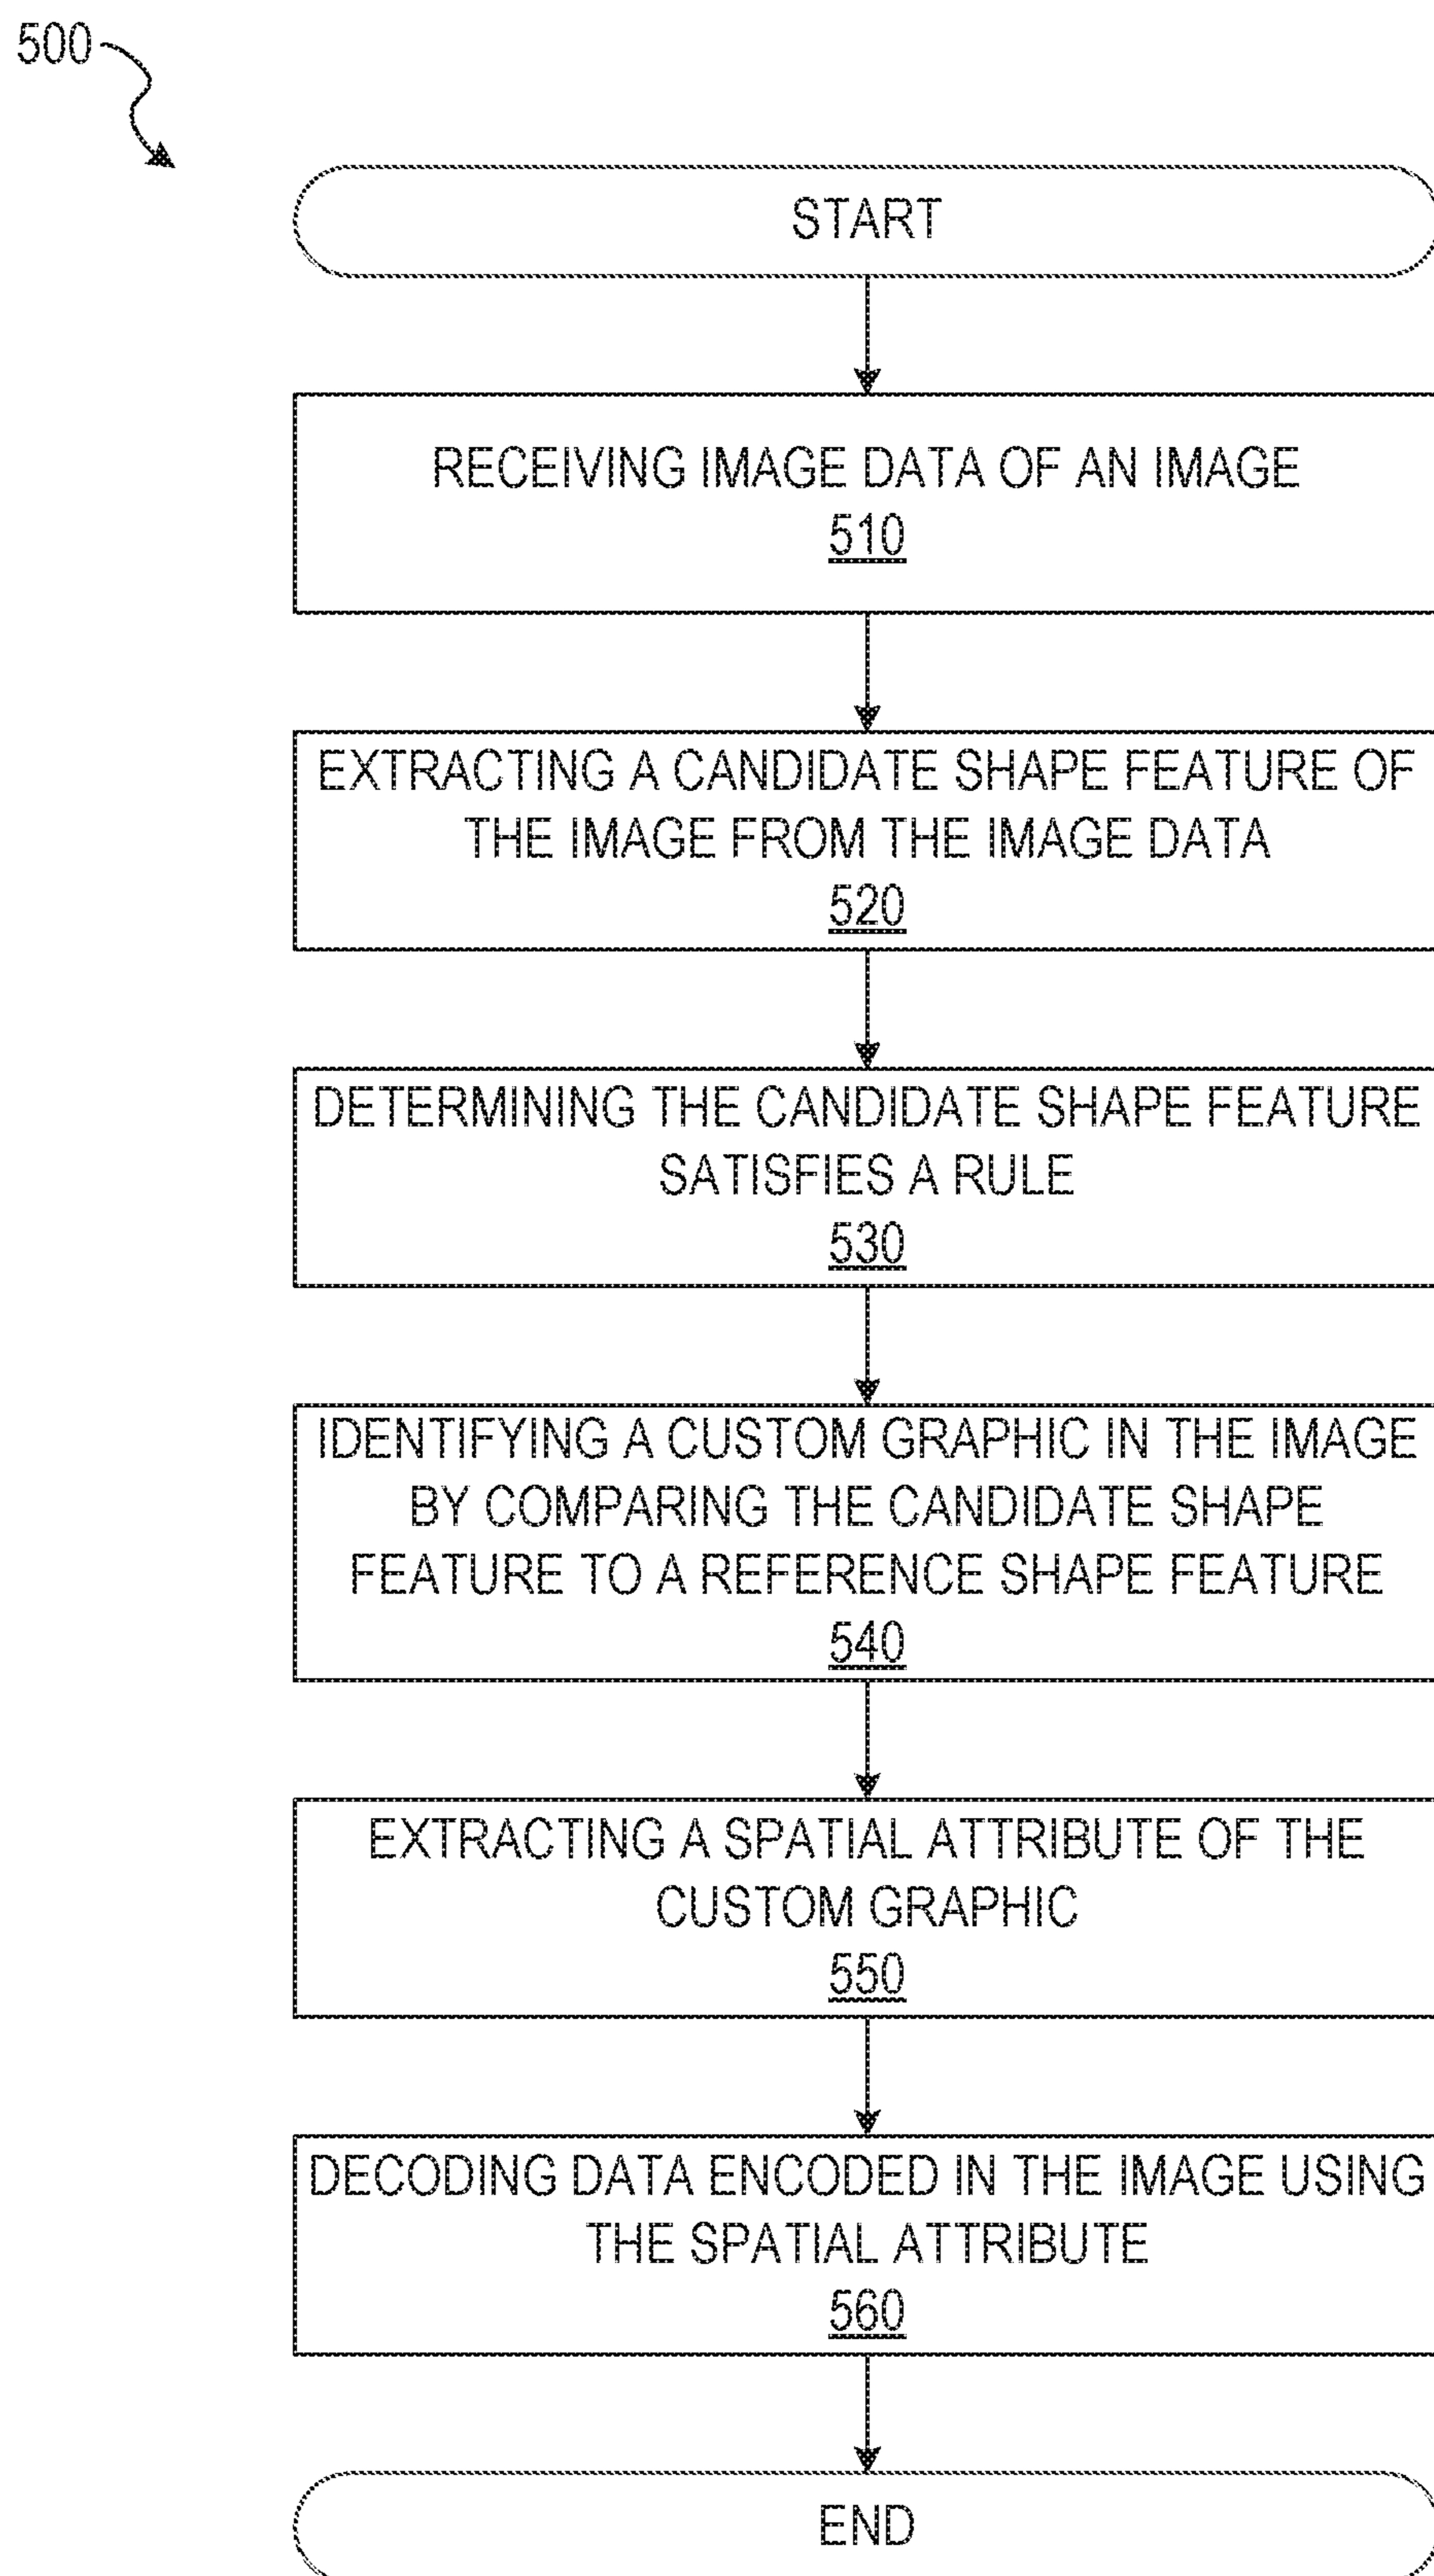 500
START
RECEIVING IMAGE DATA OF AN IMAGE
510
EXTRACTING A CANDIDATE SHAPE FEATURE OF
THE IMAGE FROM THE IMAGE DATA
520
DETERMINING THE CANDIDATE SHAPE FEATURE
SATISFIES A RULE
530
IDENTIFYING A CUSTOM GRAPHIC IN THE IMAGE
BY COMPARING THE CANDIDATE SHAPE
FEATURE TO A REFERENCE SHAPE FEATURE
540
EXTRACTING A SPATIAL ATTRIBUTE OF THE
CUSTOM GRAPHIC
550
DECODING DATA ENCODED IN THE IMAGE USING
THE SPATIAL ATTRIBUTE
560
END